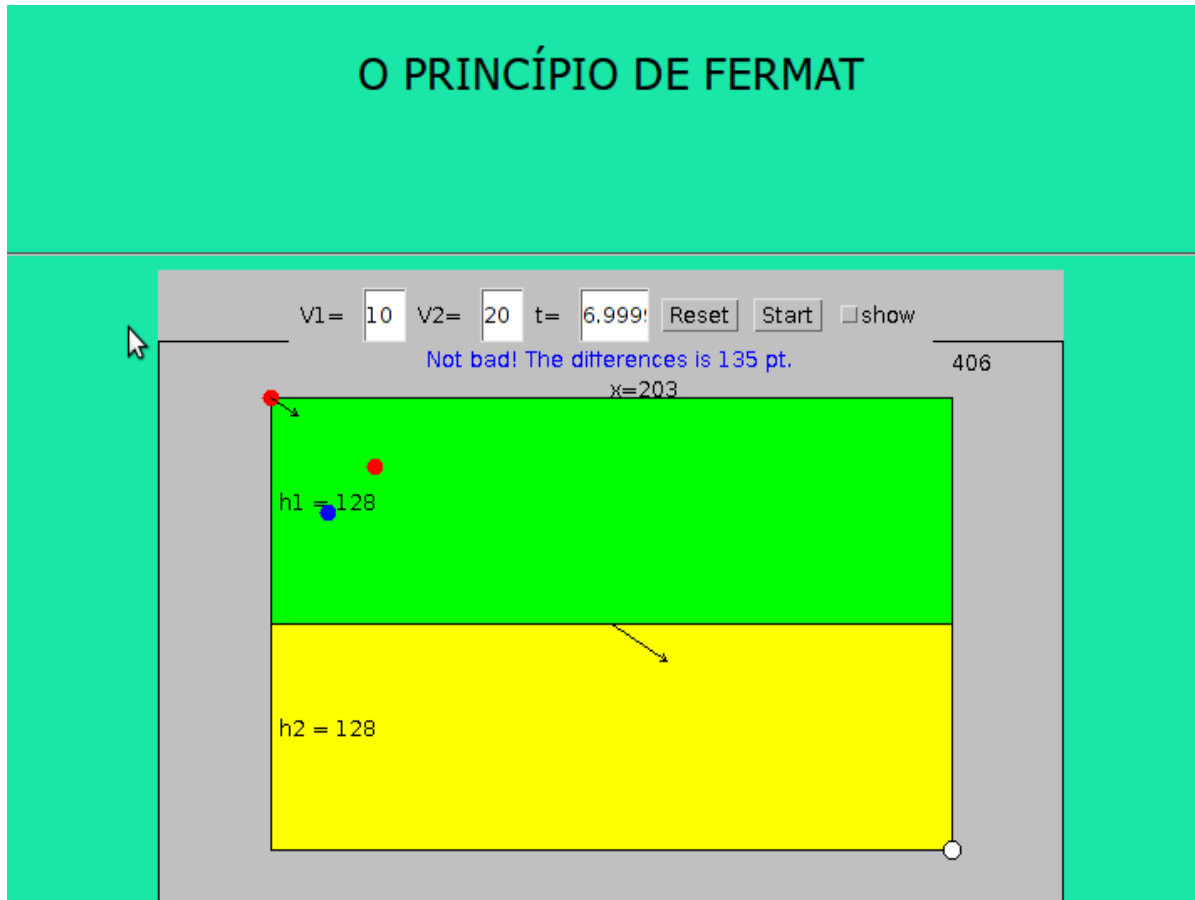 O PRINCÍPIO DE FERMAT
V1= 10 V2= 20 t= 6.999 Reset Start show
Not bad! The differences is 135 pt.
406
x=203
h1 = 128
h2 = 128